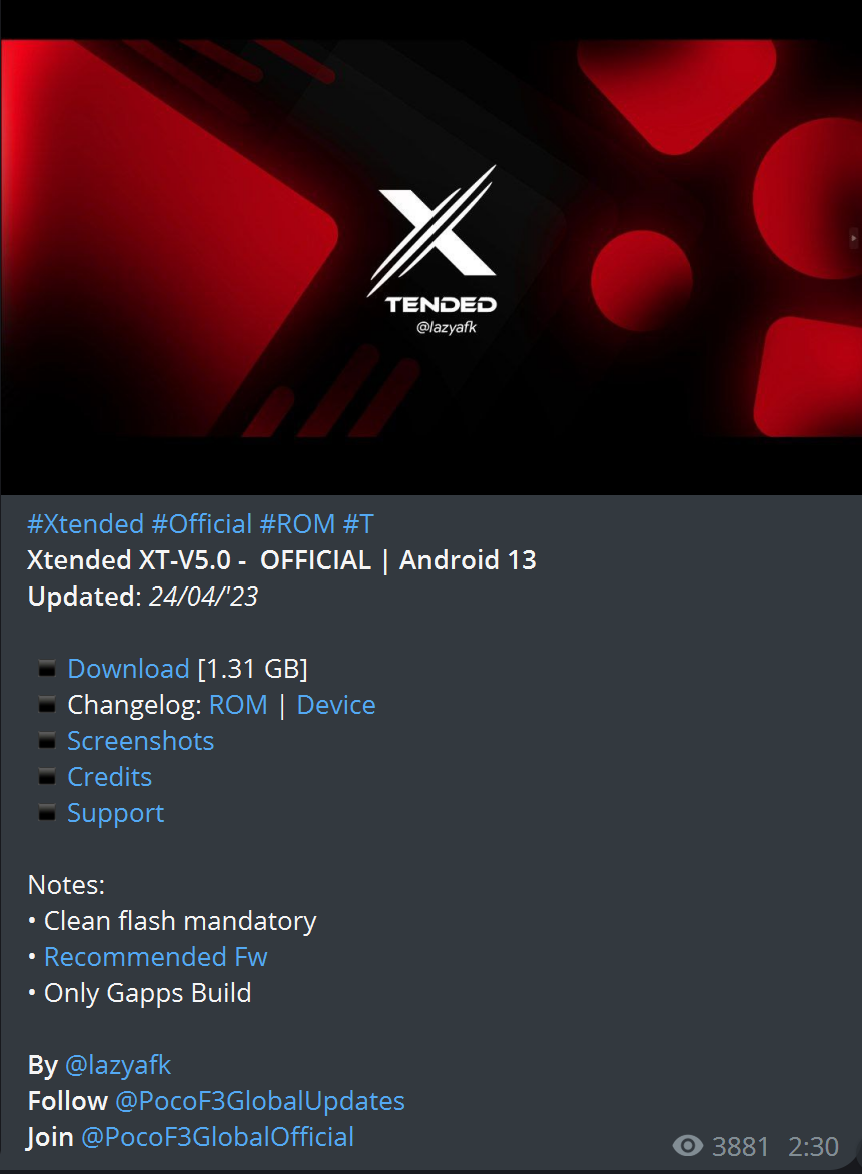 X
TENDED
@lazyafk
#Xtended #Official #ROM #T
Xtended XT-V5.0 -  OFFICIAL | Android 13
Updated: 24/04/'23
▪️ Download [1.31 GB]
▪️ Changelog: ROM | Device
▪️ Screenshots
▪️ Credits
▪️ Support
Notes:
• Clean flash mandatory
• Recommended Fw
• Only Gapps Build
By @lazyafk
Follow @PocoF3GlobalUpdates
Join @PocoF3GlobalOfficial
3881 2:30